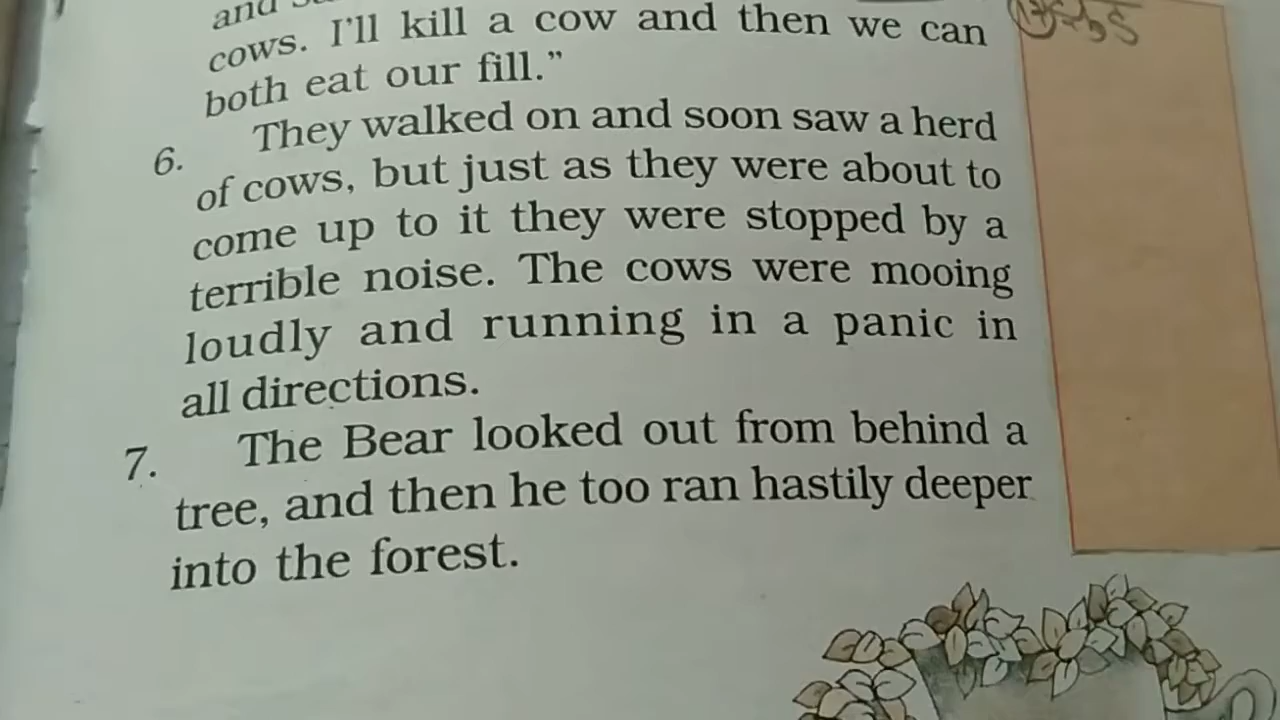 and
cows. I'll kill a cow and then we can
both eat our fill."
6. They walked on and soon saw a herd
of cows, but just as they were about to
come up to it they were stopped by a
terrible noise. The cows were mooing
loudly and running in a panic in
all directions.
7. The Bear looked out from behind a
tree, and then he too ran hastily deeper
into the forest.